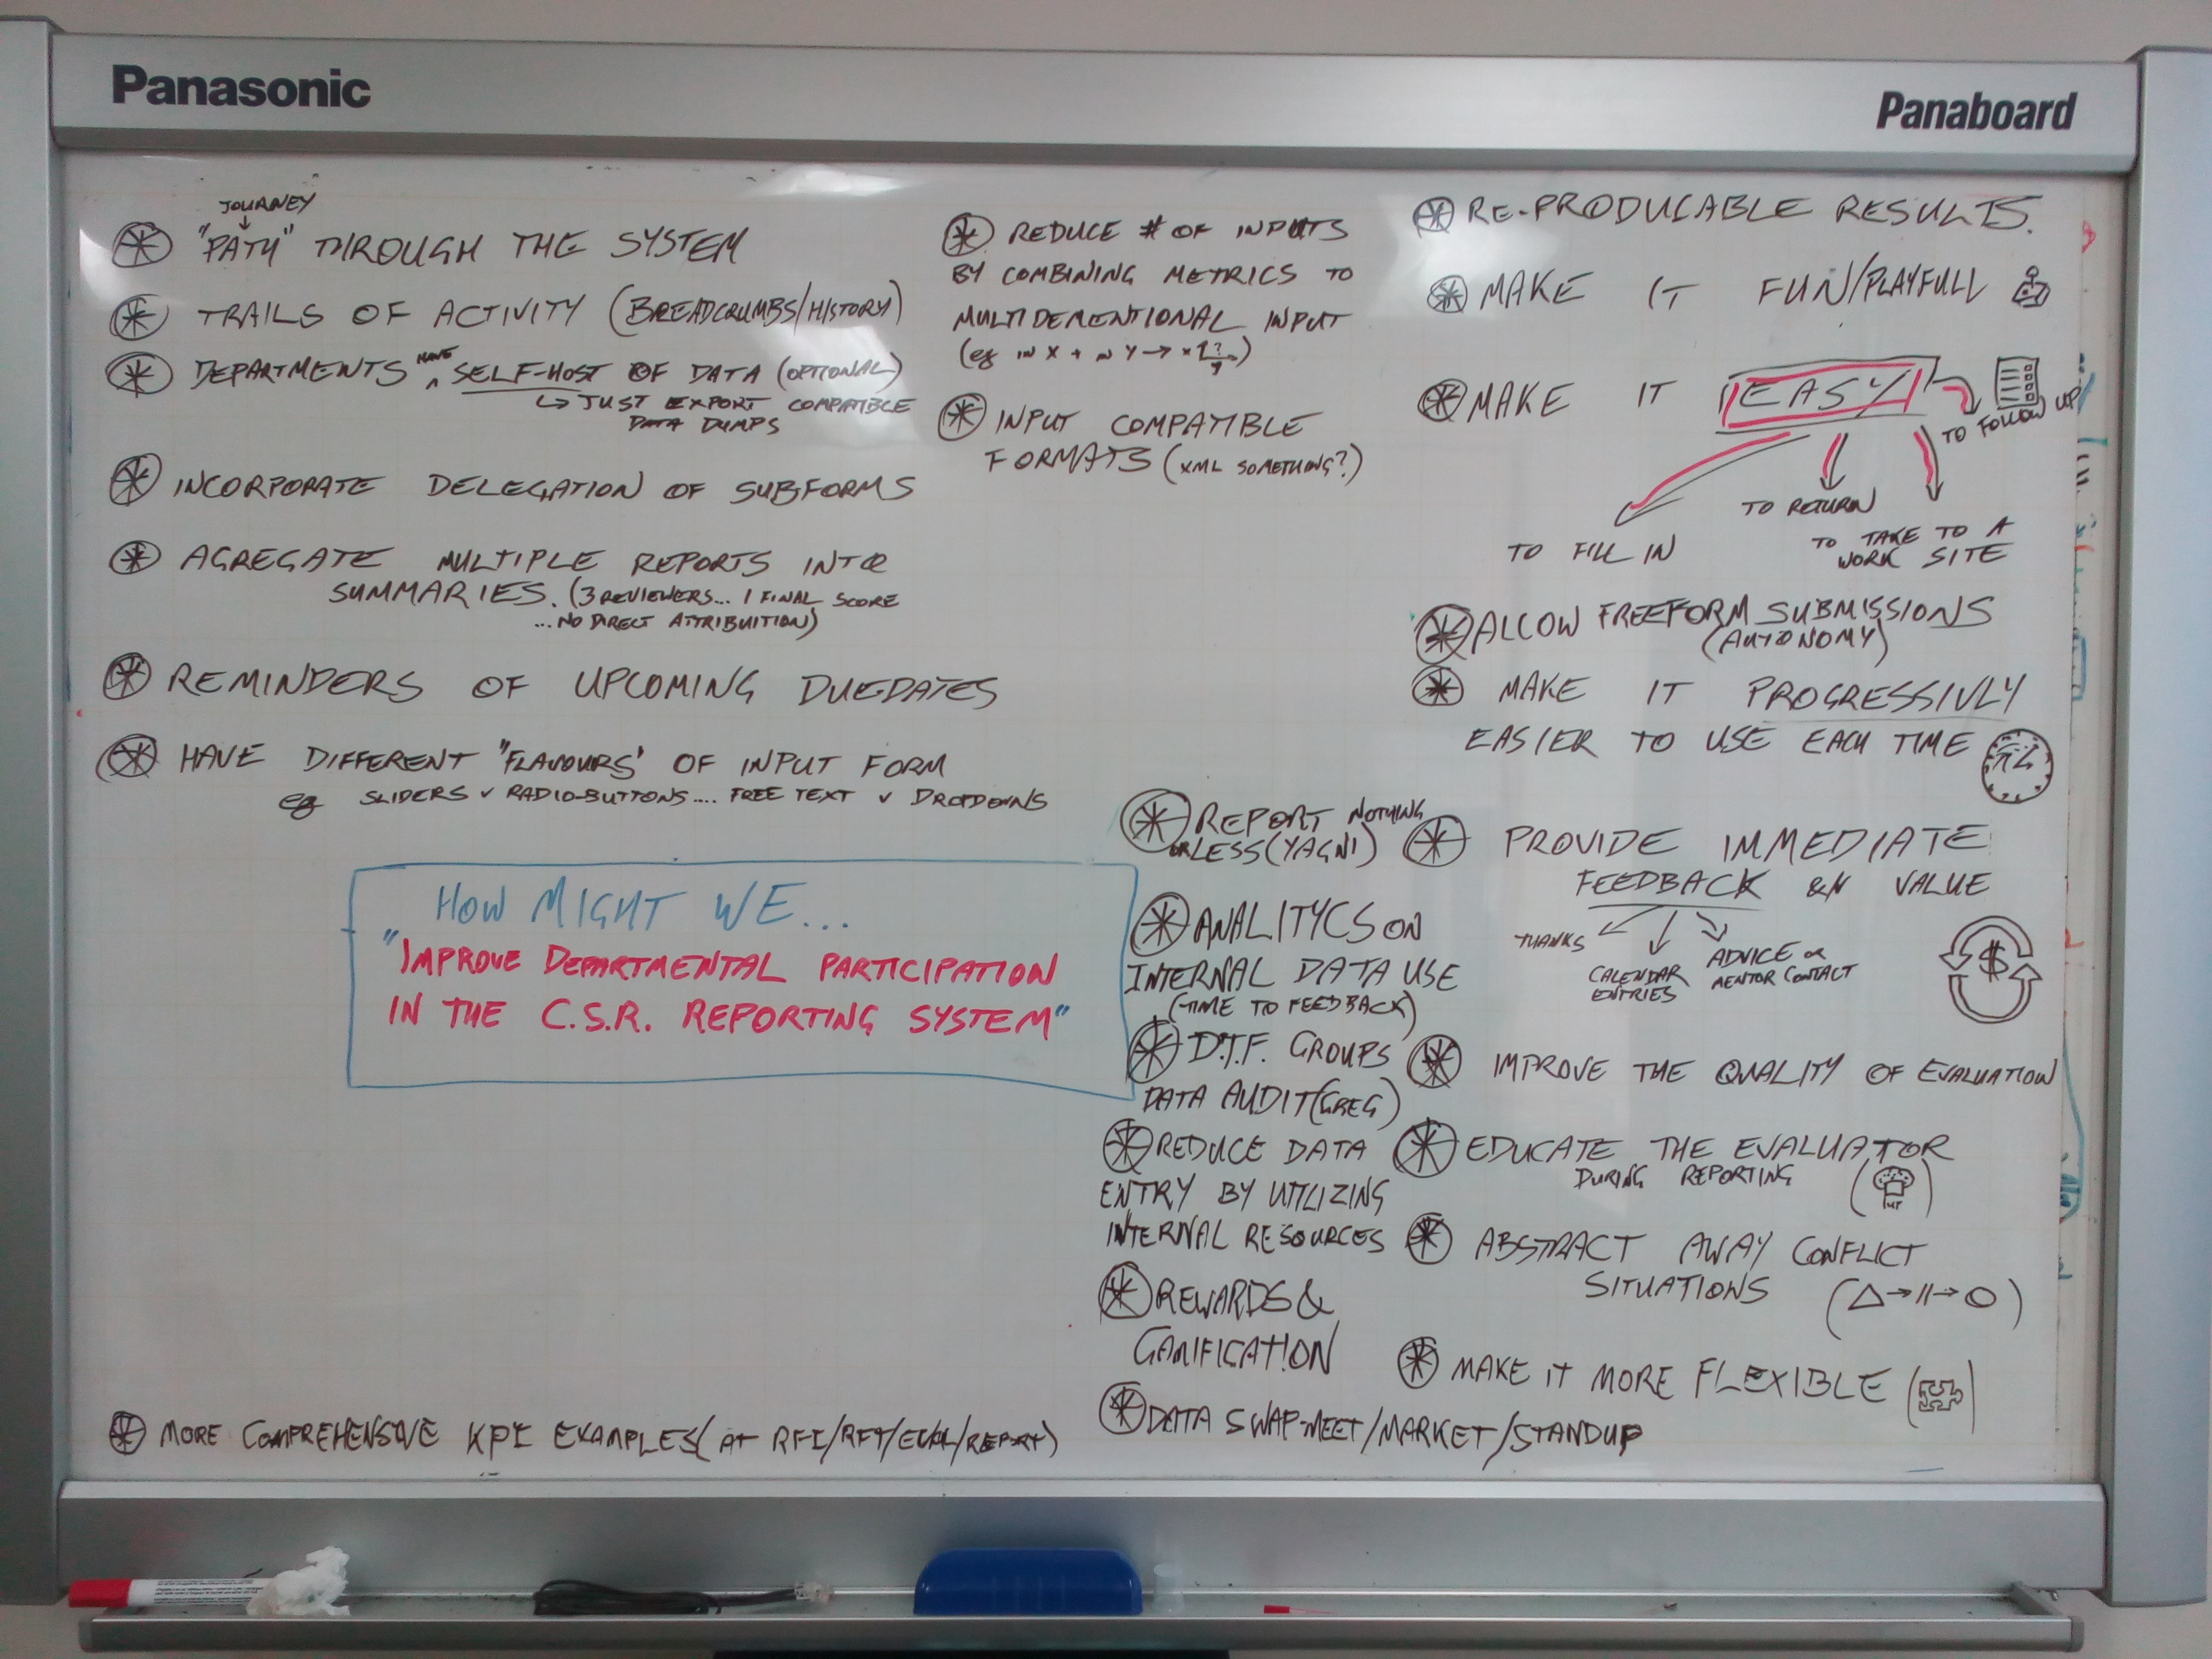 Panasonic
Panaboard
JOURNEY
"PATH" THROUGH THE SYSTEM
TRAILS OF ACTIVITY (BREADCRUMBS/HISTORY)
DEPARTMENTS HAVE SELF-HOST OF DATA (OPTIONAL)
JUST EXPORT COMPATIBLE
DATA DUMPS
INCORPORATE DELEGATION OF SUBFORMS
AGREGATE MULTIPLE REPORTS INTO
SUMMARIES. (3 REVIEWERS... 1 FINAL SCORE
...NO DIRECT ATTRIBUITION)
REMINDERS OF UPCOMING DUEDATES
HAVE DIFFERENT "FLAVOURS" OF INPUT FORM
eg SLIDERS v RADIO-BUTTONS.... FREE TEXT v DROPDOWNS
HOW MIGHT WE...
"IMPROVE DEPARTMENTAL PARTICIPATION
IN THE C.S.R. REPORTING SYSTEM"
MORE COMPREHENSIVE KPI EXAMPLES (AT RFI/RFT/EVAL/REPORT)
REDUCE # OF INPUTS
BY COMBINING METRICS TO
MULTIDEMENTIONAL INPUT
(eg IN X + IN Y →
INPUT COMPATIBLE
FORMATS (XML SOMETHING?)
REPORT NOTHING
OR LESS (YAGNI)
ANALITYCS ON
INTERNAL DATA USE
(TIME TO FEEDBACK)
D.T.F. GROUPS
DATA AUDIT (GREG)
REDUCE DATA
ENTRY BY UTILIZING
INTERNAL RESOURCES
REWARDS &
GAMIFICATION
DATA SWAP-MEET/MARKET/STANDUP
RE-PRODUCABLE RESULTS.
MAKE IT FUN/PLAYFULL
MAKE IT EASY
TO FOLLOW UP
TO RETURN
TO TAKE TO A
WORK SITE
TO FILL IN
ALLOW FREEFORM SUBMISSIONS
(AUTONOMY)
MAKE IT PROGRESSIVLY
EASIER TO USE EACH TIME
PROVIDE IMMEDIATE
FEEDBACK &/ VALUE
THANKS
CALENDAR
ENTRIES
ADVICE OR
MENTOR CONTACT
$
IMPROVE THE QUALITY OF EVALUATION
EDUCATE THE EVALUATOR
DURING REPORTING
ABSTRACT AWAY CONFLICT
SITUATIONS (△→//→○)
MAKE IT MORE FLEXIBLE